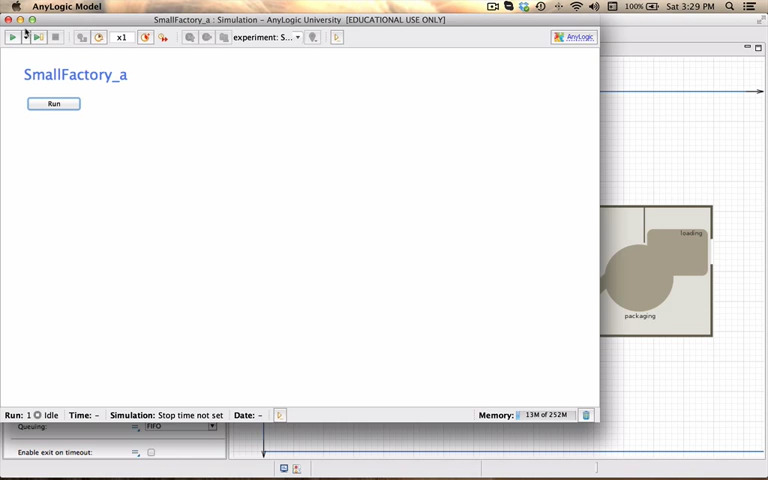 AnyLogic Model
100%
Sat 3:29 PM
SmallFactory_a : Simulation – AnyLogic University [EDUCATIONAL USE ONLY]
x1
experiment: S...
AnyLogic
SmallFactory_a
Run
loading
packaging
Run: 1 Idle
Time: –
Simulation: Stop time not set
Date: –
Memory: 13M of 252M
Queuing:
FIFO
Enable exit on timeout: